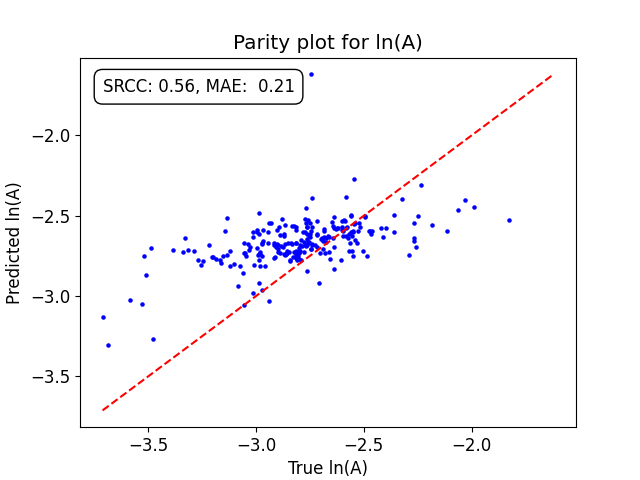 Parity plot for ln(A)
SRCC: 0.56, MAE:  0.21
Predicted ln(A)
−2.0
−2.5
−3.0
−3.5
−3.5
−3.0
−2.5
−2.0
True ln(A)